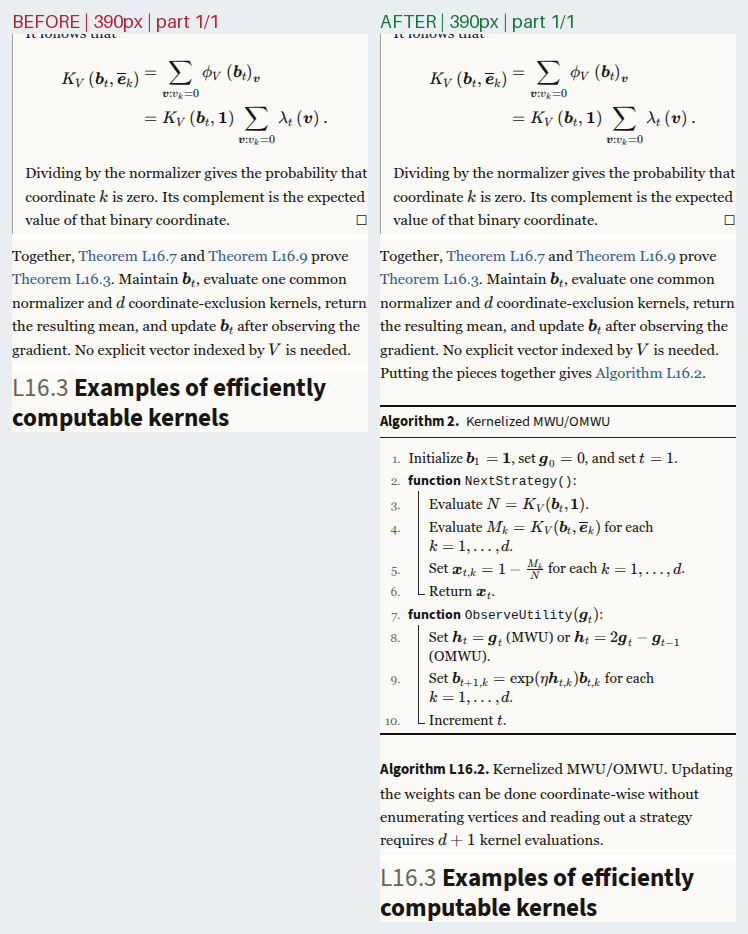 BEFORE | 390px | part 1/1
It follows that
K_V (b_t, e̅_k) = ∑_{v:v_k=0} ϕ_V (b_t)_v
= K_V (b_t, 1) ∑_{v:v_k=0} λ_t (v) .
Dividing by the normalizer gives the probability that
coordinate k is zero. Its complement is the expected
value of that binary coordinate. □
Together, Theorem L16.7 and Theorem L16.9 prove
Theorem L16.3. Maintain b_t, evaluate one common
normalizer and d coordinate-exclusion kernels, return
the resulting mean, and update b_t after observing the
gradient. No explicit vector indexed by V is needed.
L16.3 Examples of efficiently
computable kernels
AFTER | 390px | part 1/1
It follows that
K_V (b_t, e̅_k) = ∑_{v:v_k=0} ϕ_V (b_t)_v
= K_V (b_t, 1) ∑_{v:v_k=0} λ_t (v) .
Dividing by the normalizer gives the probability that
coordinate k is zero. Its complement is the expected
value of that binary coordinate. □
Together, Theorem L16.7 and Theorem L16.9 prove
Theorem L16.3. Maintain b_t, evaluate one common
normalizer and d coordinate-exclusion kernels, return
the resulting mean, and update b_t after observing the
gradient. No explicit vector indexed by V is needed.
Putting the pieces together gives Algorithm L16.2.
Algorithm 2. Kernelized MWU/OMWU
1. Initialize b_1 = 1, set g_0 = 0, and set t = 1.
2. function NextStrategy():
3. Evaluate N = K_V(b_t, 1).
4. Evaluate M_k = K_V(b_t, e̅_k) for each
k = 1, . . . , d.
5. Set x_{t,k} = 1 − M_k/N for each k = 1, . . . , d.
6. Return x_t.
7. function ObserveUtility(g_t):
8. Set h_t = g_t (MWU) or h_t = 2g_t − g_{t−1}
(OMWU).
9. Set b_{t+1,k} = exp(ηh_{t,k})b_{t,k} for each
k = 1, . . . , d.
10. Increment t.
Algorithm L16.2. Kernelized MWU/OMWU. Updating
the weights can be done coordinate-wise without
enumerating vertices and reading out a strategy
requires d + 1 kernel evaluations.
L16.3 Examples of efficiently
computable kernels